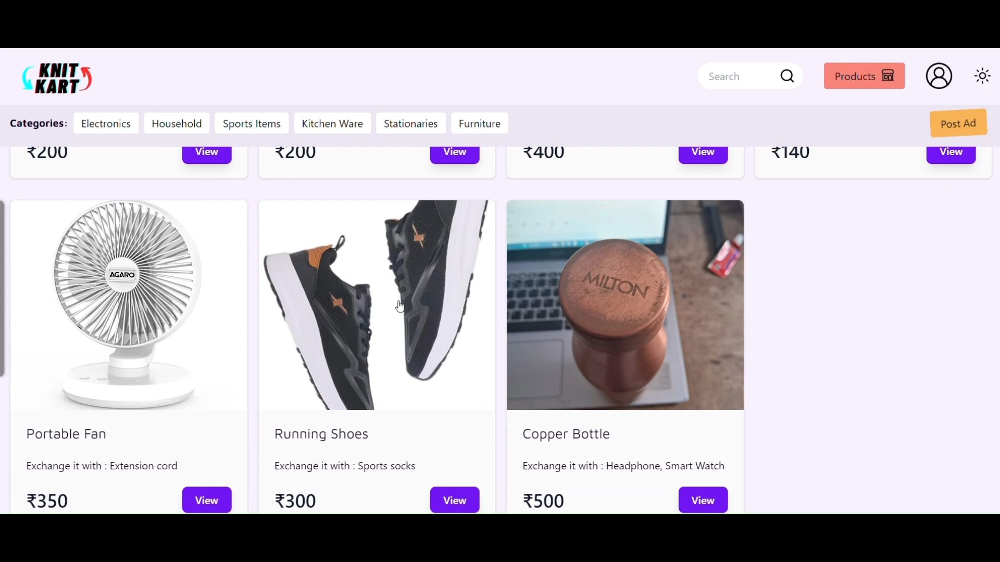 KNIT
KART
Search
Products
Categories:
Electronics
Household
Sports Items
Kitchen Ware
Stationaries
Furniture
Post Ad
₹200
View
₹200
View
₹400
View
₹140
View
AGARO
MILTON
Portable Fan
Running Shoes
Copper Bottle
Exchange it with : Extension cord
Exchange it with : Sports socks
Exchange it with : Headphone, Smart Watch
₹350
View
₹300
View
₹500
View